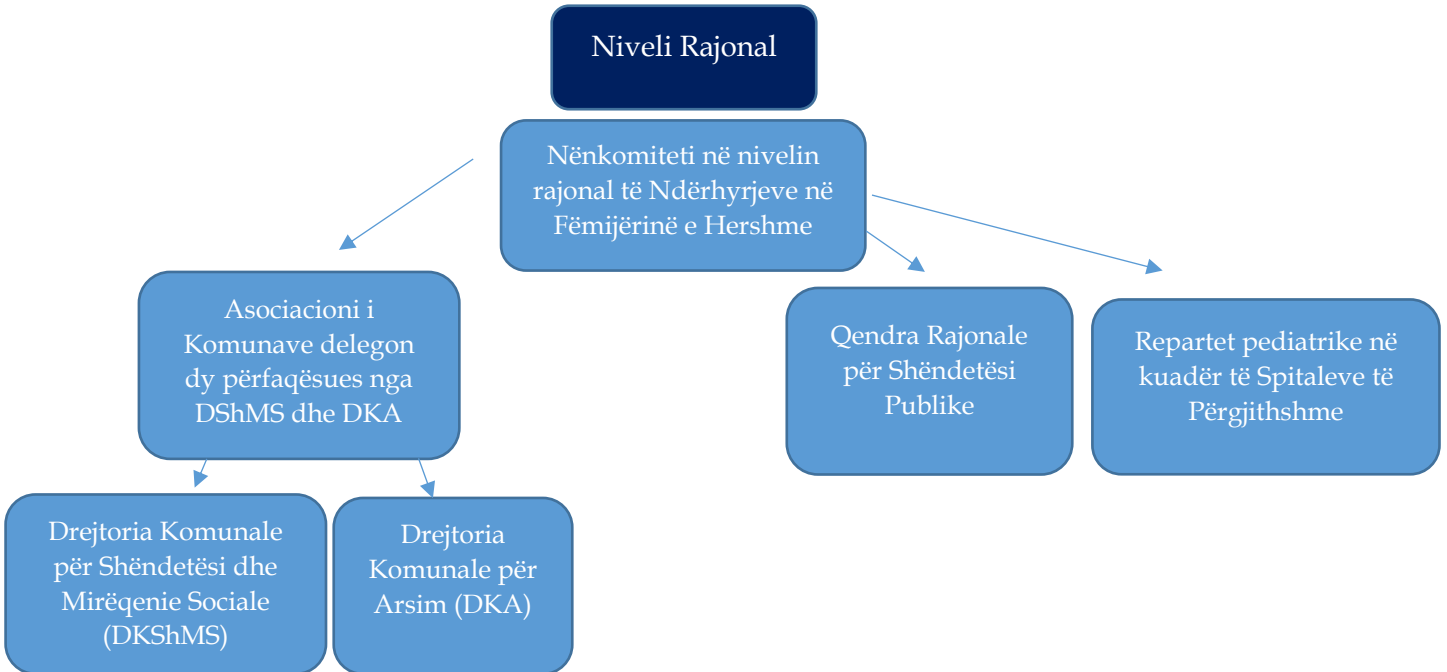 Niveli Rajonal
Nënkomiteti në nivelin
rajonal të Ndërhyrjeve në
Fëmijërinë e Hershme
Asociacioni i
Komunave delegon
dy përfaqësues nga
DShMS dhe DKA
Qendra Rajonale
për Shëndetësi
Publike
Repartet pediatrike në
kuadër të Spitaleve të
Përgjithshme
Drejtoria Komunale
për Shëndetësi dhe
Mirëqenie Sociale
(DKShMS)
Drejtoria
Komunale për
Arsim (DKA)